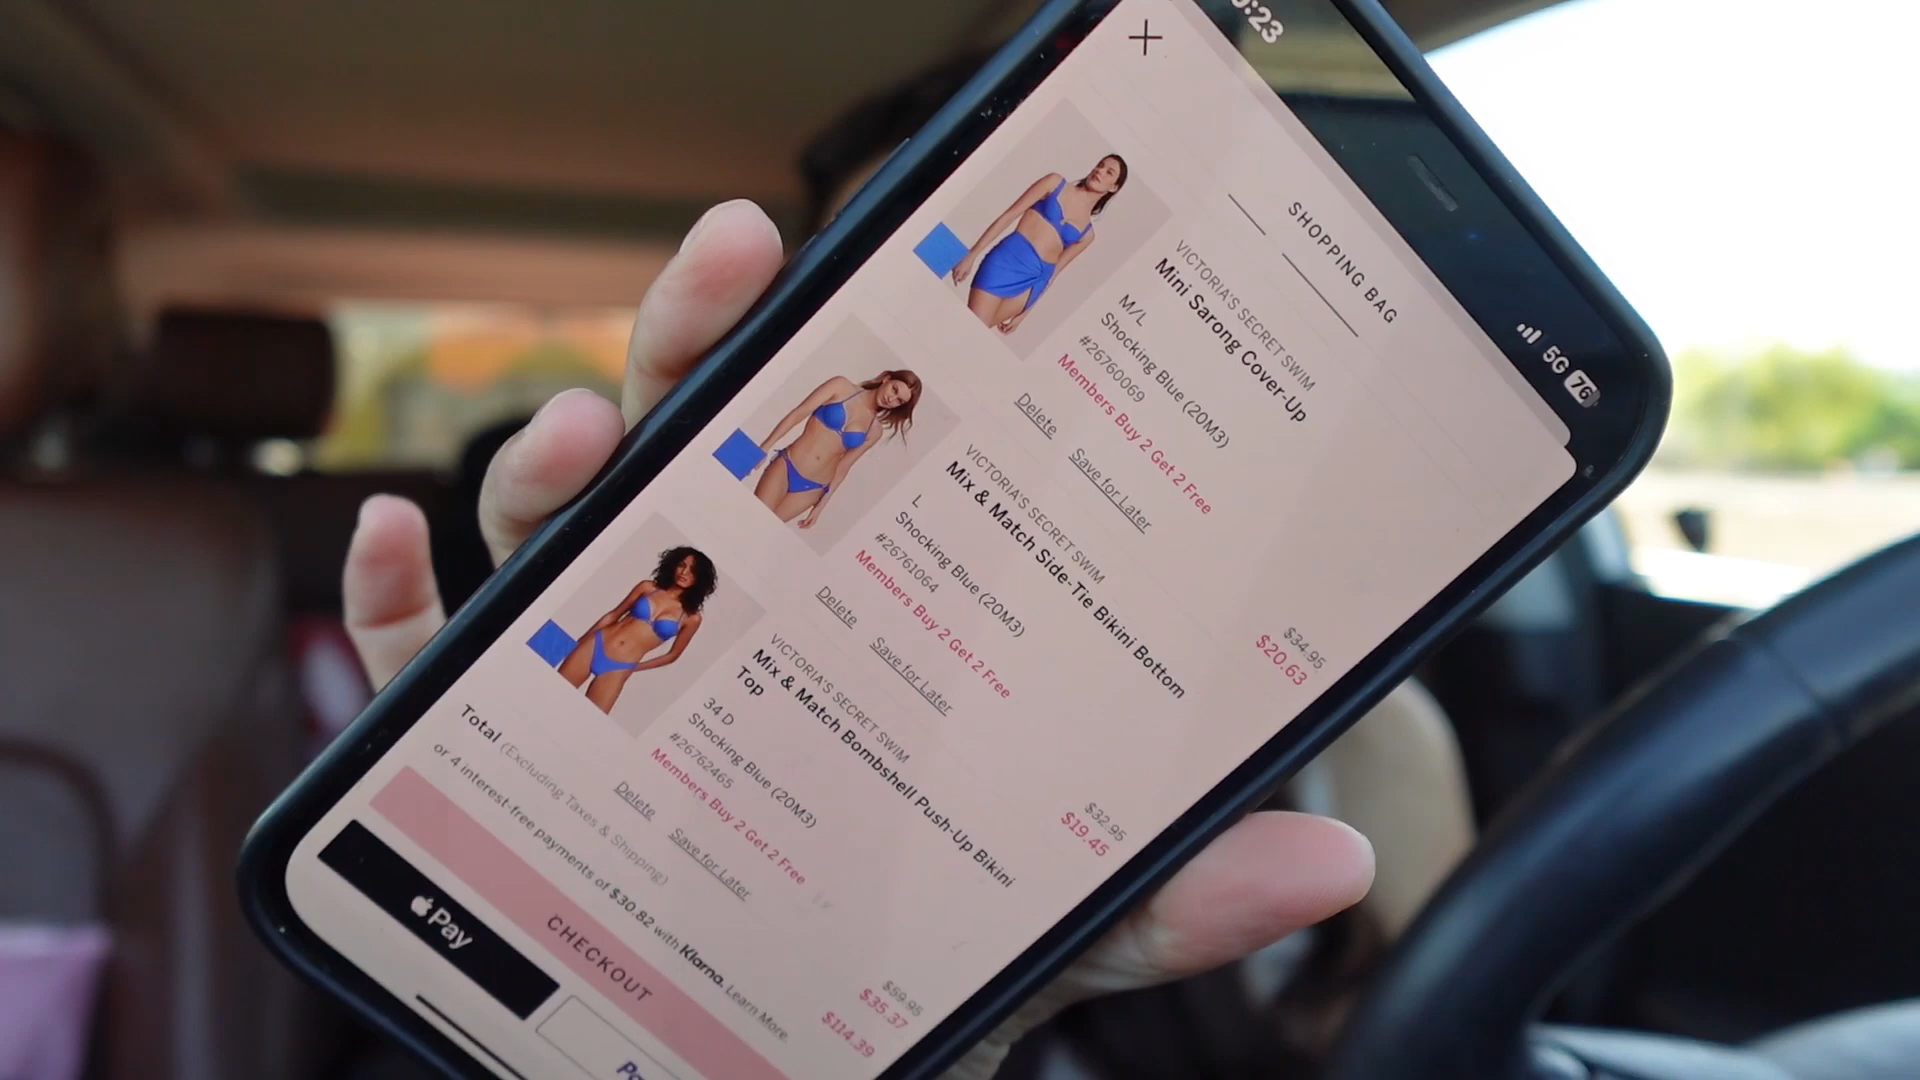 :23
5G 76
SHOPPING BAG
VICTORIA'S SECRET SWIM
Mini Sarong Cover-Up
M/L
Shocking Blue (20M3)
#26760069
Members Buy 2 Get 2 Free
Delete Save for Later
$34.95
$20.63
VICTORIA'S SECRET SWIM
Mix & Match Side-Tie Bikini Bottom
L
Shocking Blue (20M3)
#26761064
Members Buy 2 Get 2 Free
Delete Save for Later
$32.95
$19.45
VICTORIA'S SECRET SWIM
Mix & Match Bombshell Push-Up Bikini
Top
34 D
Shocking Blue (20M3)
#26762465
Members Buy 2 Get 2 Free
Delete Save for Later
$59.95
$35.37
Total (Excluding Taxes & Shipping) $114.39
or 4 interest-free payments of $30.82 with Klarna. Learn More
CHECKOUT
Pay